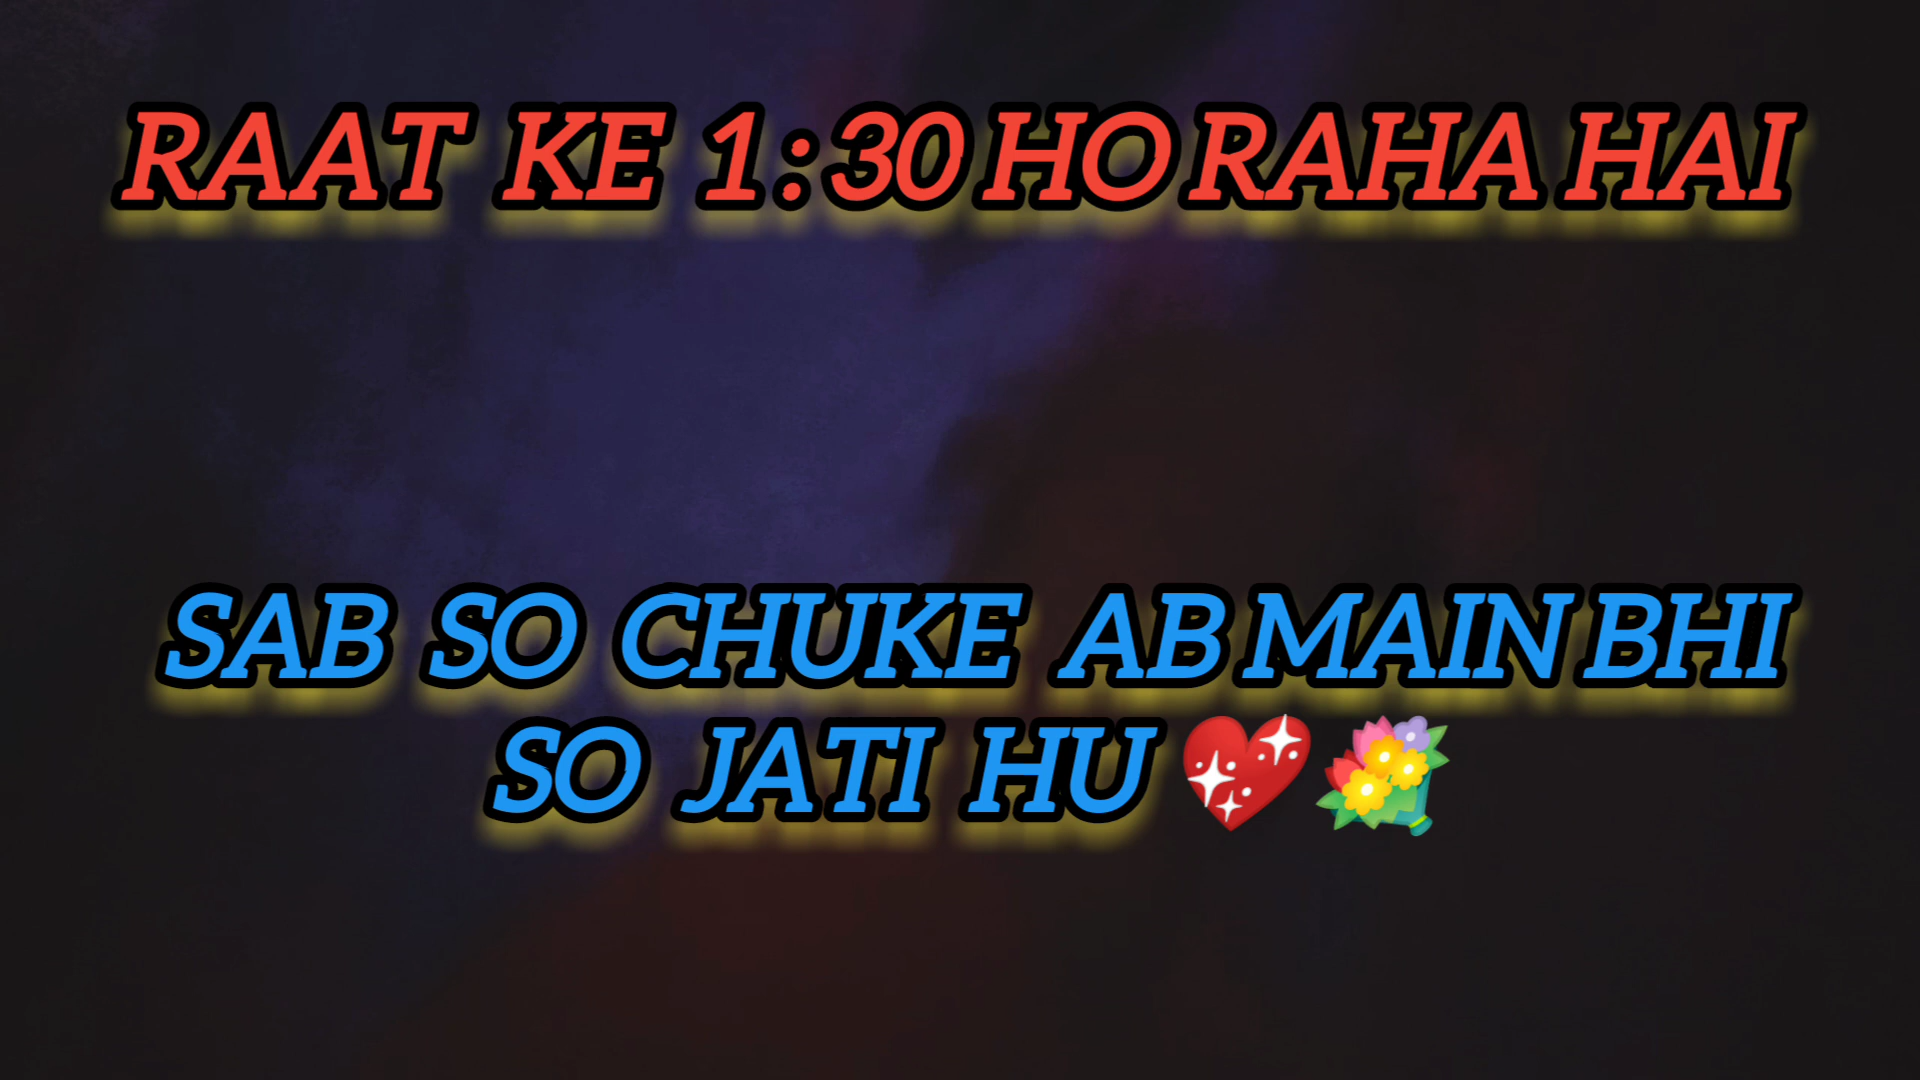 RAAT KE 1:30 HO RAHA HAI
SAB SO CHUKE AB MAIN BHI
SO JATI HU 💖💐